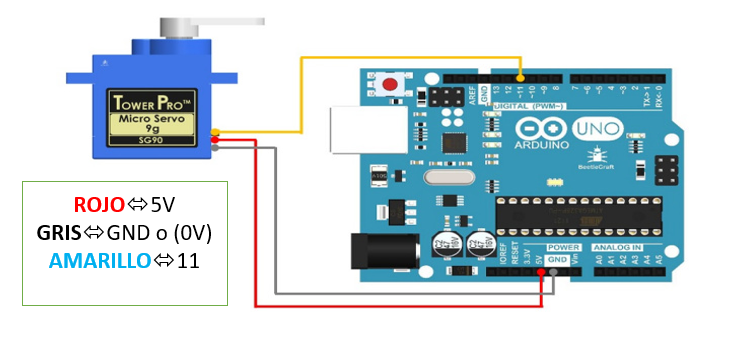 TOWER PRO™
Micro Servo
9g
SG90
ROJO⬄5V
GRIS⬄GND o (0V)
AMARILLO⬄11
AREF
GND
13
12
~11
~10
~9
8
7
~6
~5
4
~3
2
TX→1
RX←0
DIGITAL (PWM~)
UNO
ARDUINO
BeetleCraft
IOREF
RESET
3.3V
5V
GND
Vin
POWER
ANALOG IN
A0
A1
A2
A3
A4
A5